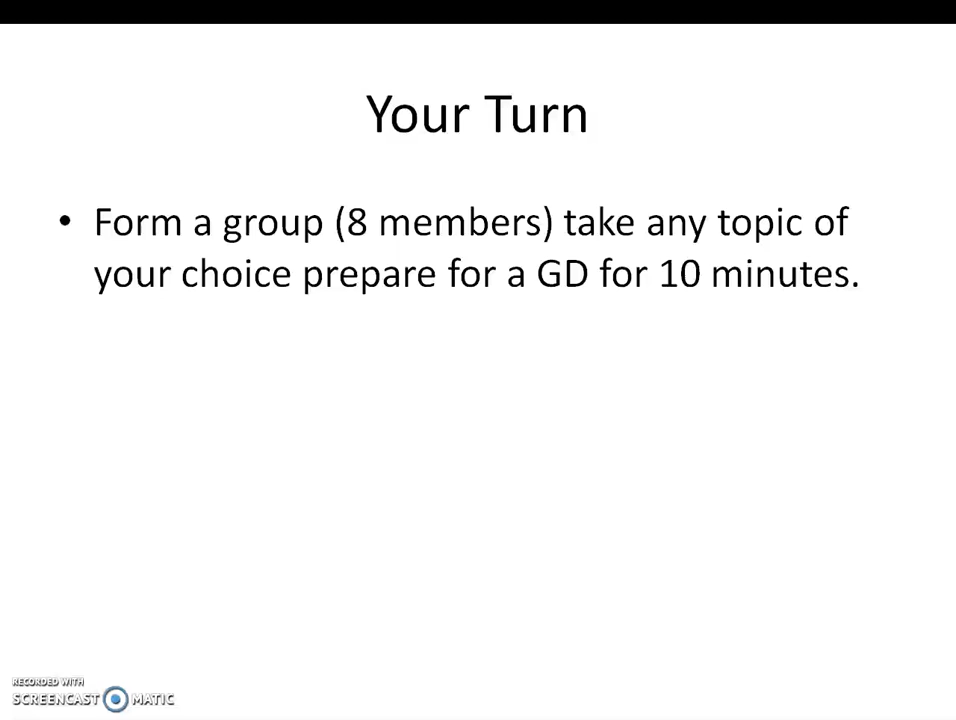 Your Turn
• Form a group (8 members) take any topic of
your choice prepare for a GD for 10 minutes.
RECORDED WITH
SCREENCAST MATIC